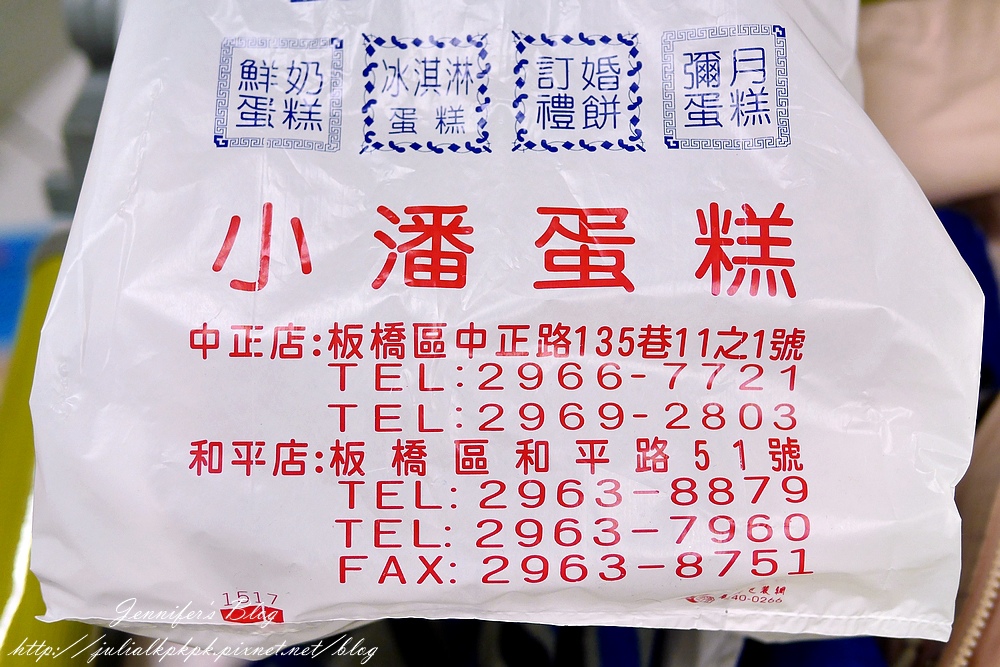 鮮奶蛋糕
冰淇淋蛋糕
訂婚禮餅
彌月蛋糕
小潘蛋糕
中正店:板橋區中正路135巷11之1號
TEL:2966-7721
TEL:2969-2803
和平店:板橋區和平路51號
TEL:2963-8879
TEL:2963-7960
FAX:2963-8751
1517
40-0266
Jennifer's Blog
http://julialkpkpk.pixnet.net/blog